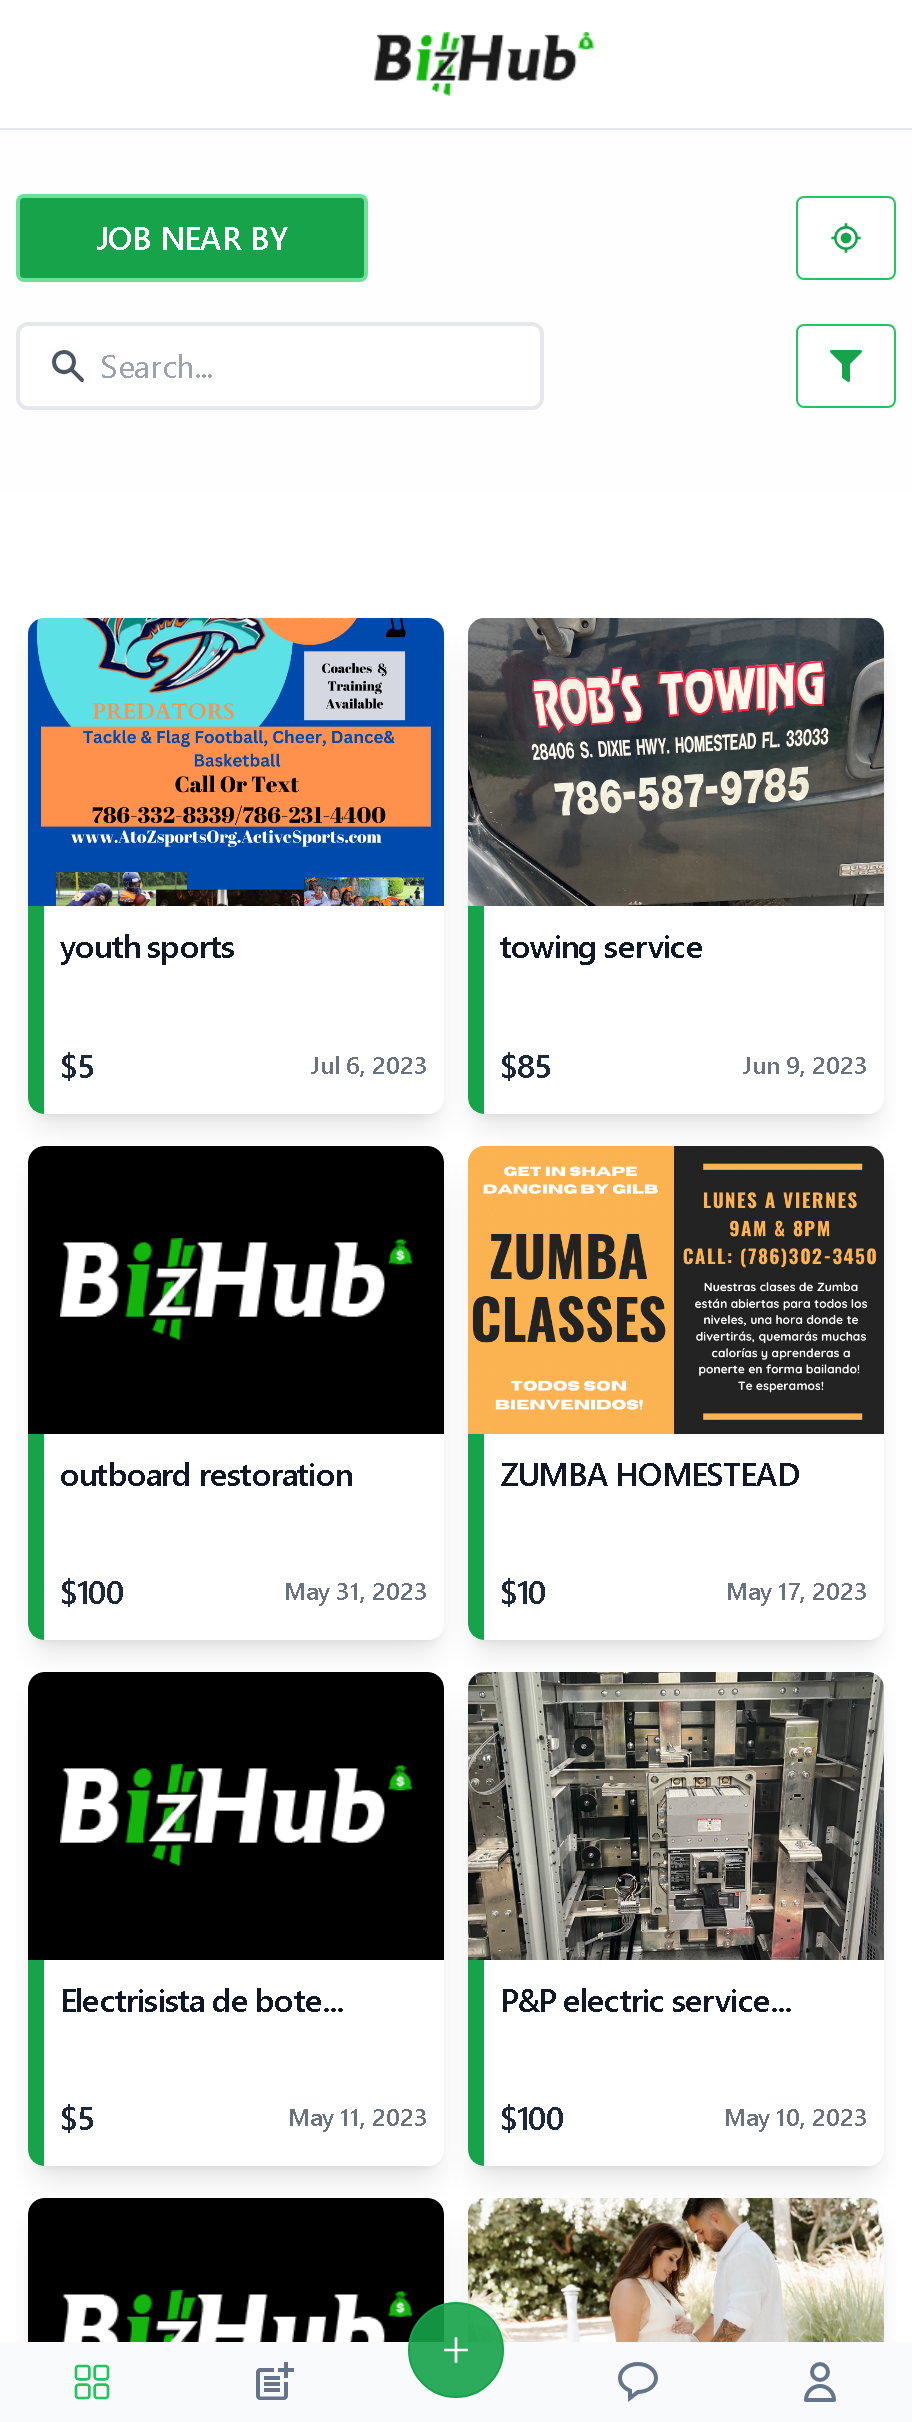 BizHub
JOB NEAR BY
Search...
PREDATORS
Coaches &
Training
Available
Tackle & Flag Football, Cheer, Dance&
Basketball
Call Or Text
786-332-8339/786-231-4400
www.AtoZsportsOrg.ActiveSports.com
youth sports
$5
Jul 6, 2023
ROB'S TOWING
28406 S. DIXIE HWY. HOMESTEAD FL. 33033
786-587-9785
towing service
$85
Jun 9, 2023
BizHub
$
outboard restoration
$100
May 31, 2023
GET IN SHAPE
DANCING BY GILB
ZUMBA
CLASSES
TODOS SON
BIENVENIDOS!
LUNES A VIERNES
9AM & 8PM
CALL: (786)302-3450
Nuestras clases de Zumba
están abiertas para todos los
niveles, una hora donde te
divertirás, quemarás muchas
calorías y aprenderas a
ponerte en forma bailando!
Te esperamos!
ZUMBA HOMESTEAD
$10
May 17, 2023
BizHub
$
Electrisista de bote...
$5
May 11, 2023
P&P electric service...
$100
May 10, 2023
BizHub
$